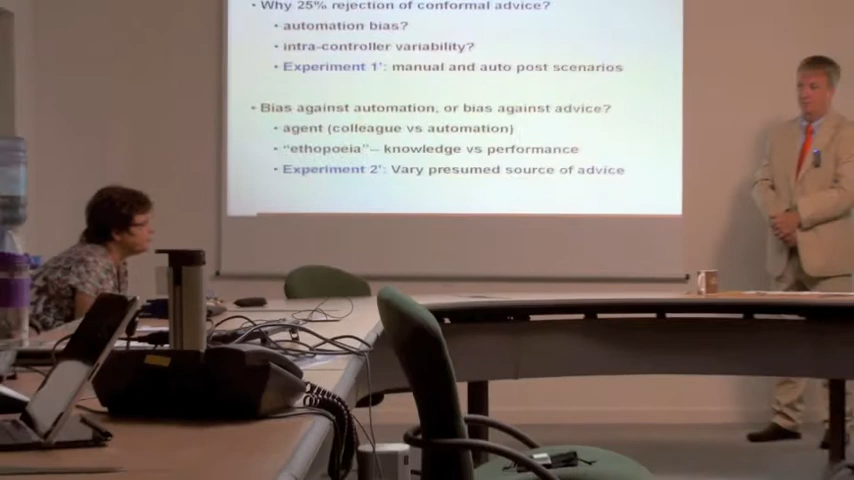 • Why 25% rejection of conformal advice?
• automation bias?
• intra-controller variability?
• Experiment 1': manual and auto post scenarios
• Bias against automation, or bias against advice?
• agent (colleague vs automation)
• “ethopoeia”– knowledge vs performance
• Experiment 2': Vary presumed source of advice